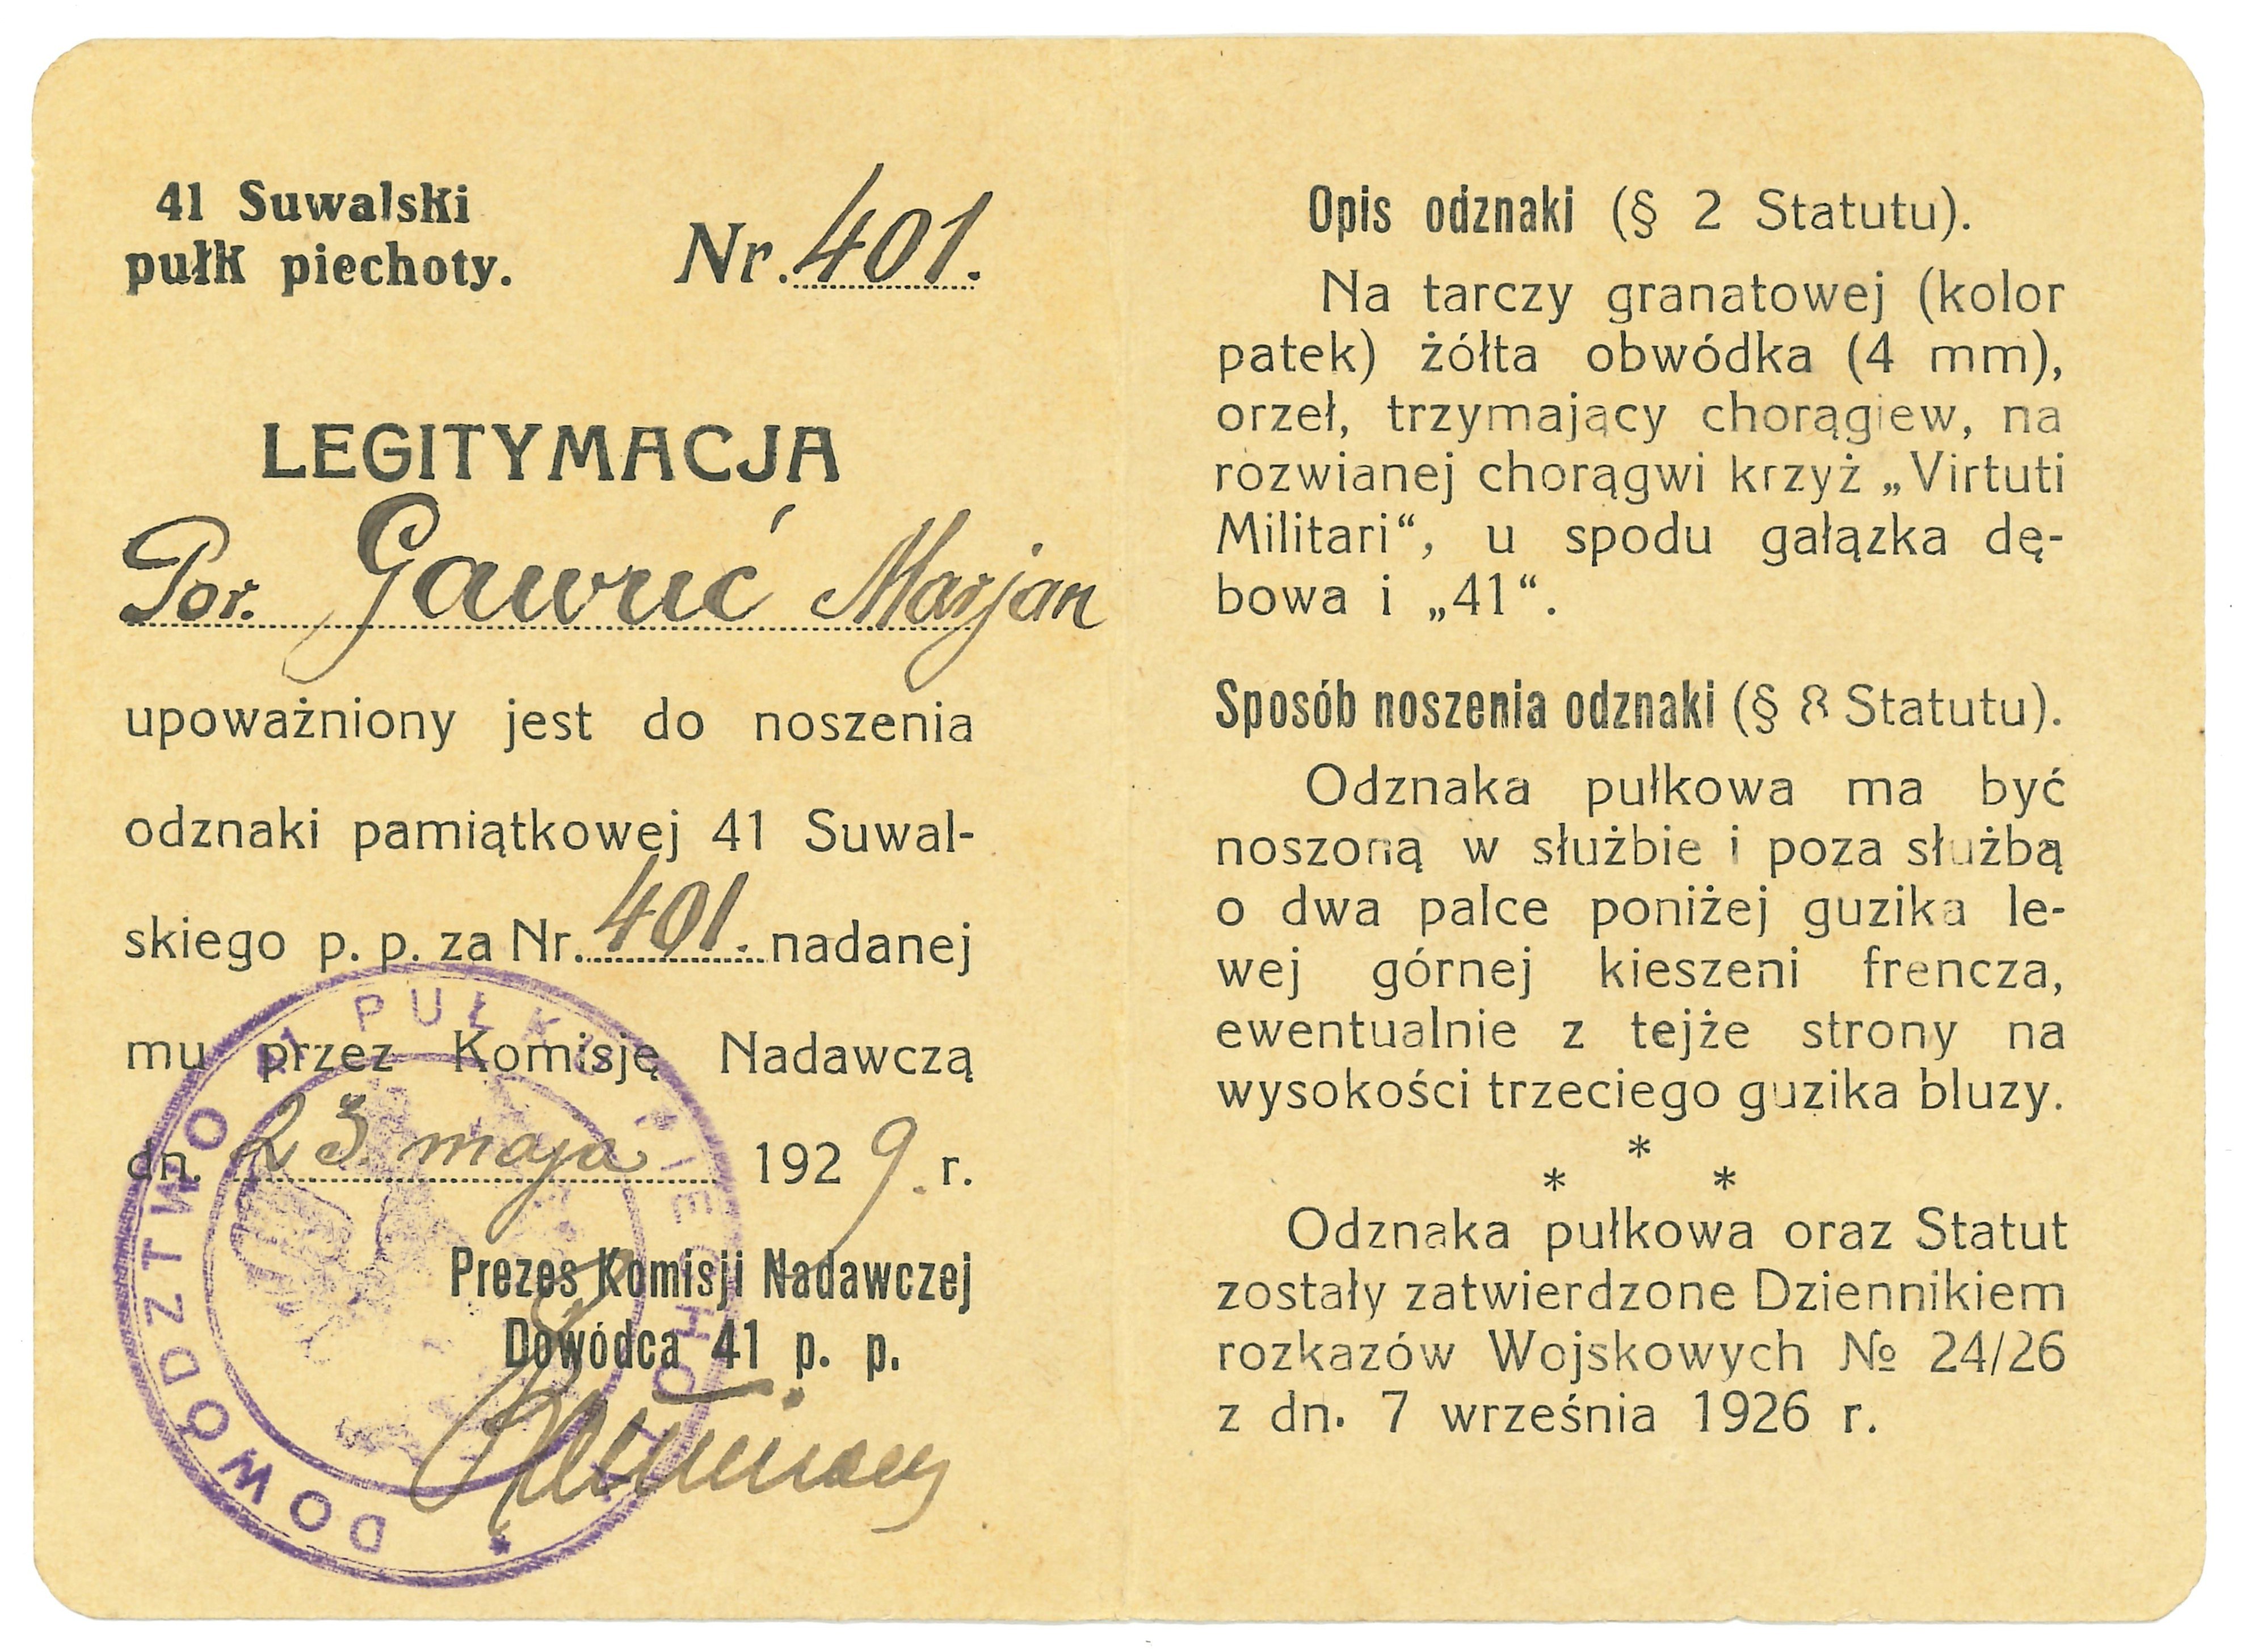 41 Suwalski
pułk piechoty.
Nr. 401.
LEGITYMACJA
Por. Gawruć Marjan
upoważniony jest do noszenia
odznaki pamiątkowej 41 Suwal-
skiego p. p. za Nr. 401. nadanej
mu przez Komisję Nadawczą
dn. 23. maja 1929. r.
Prezes Komisji Nadawczej
Dowódca 41 p. p.
DOWÓDZTWO 41 PUŁKU PIECHOTY *
Opis odznaki (§ 2 Statutu).
Na tarczy granatowej (kolor
patek) żółta obwódka (4 mm),
orzeł, trzymający chorągiew, na
rozwianej chorągwi krzyż „Virtuti
Militari“, u spodu gałązka dę-
bowa i „41“.
Sposób noszenia odznaki (§ 8 Statutu).
Odznaka pułkowa ma być
noszoną w służbie i poza służbą
o dwa palce poniżej guzika le-
wej górnej kieszeni frencza,
ewentualnie z tejże strony na
wysokości trzeciego guzika bluzy.
*
* *
Odznaka pułkowa oraz Statut
zostały zatwierdzone Dziennikiem
rozkazów Wojskowych № 24/26
z dn. 7 września 1926 r.